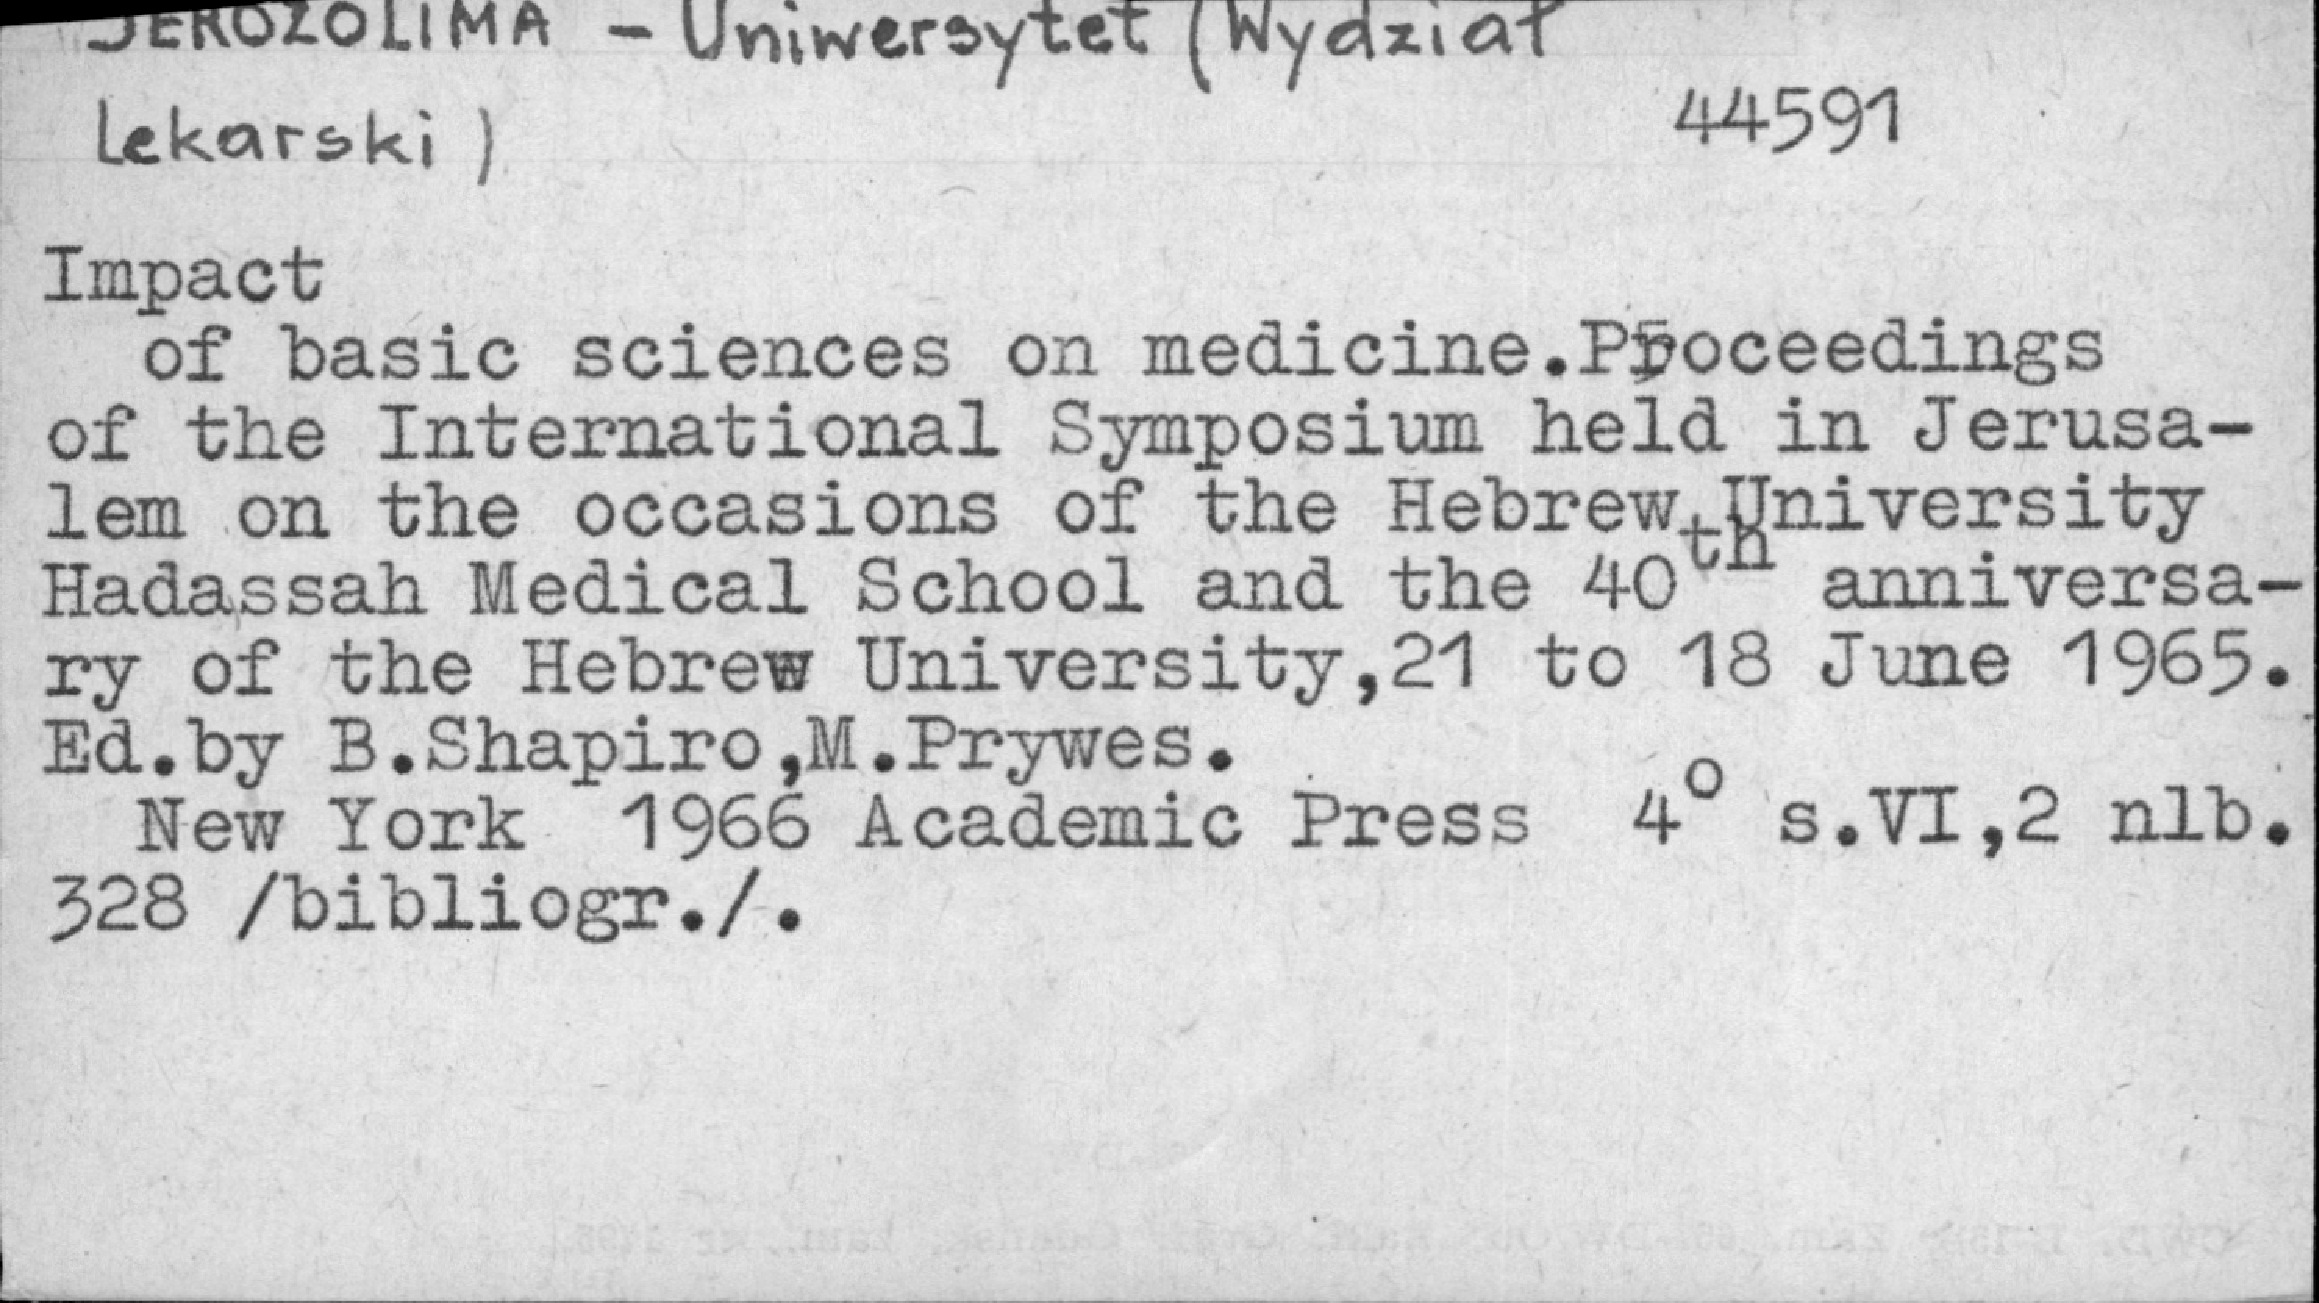 JEROZOLIMA - Uniwersytet (Wydział
Lekarski)
44591
Impact
of basic sciences on medicine.Proceedings
of the International Symposium held in Jerusa-
lem on the occasions of the Hebrew University
Hadassah Medical School and the 40th anniversa-
ry of the Hebrew University,21 to 18 June 1965.
Ed.by B.Shapiro,M.Prywes.
New York 1966 Academic Press 4° s.VI,2 nlb.
328 /bibliogr./.